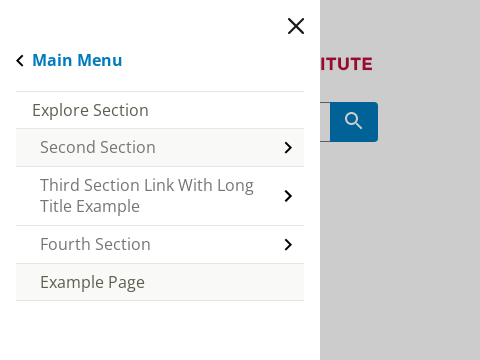 Main Menu
ITUTE
Explore Section
Second Section
Third Section Link With Long
Title Example
Fourth Section
Example Page